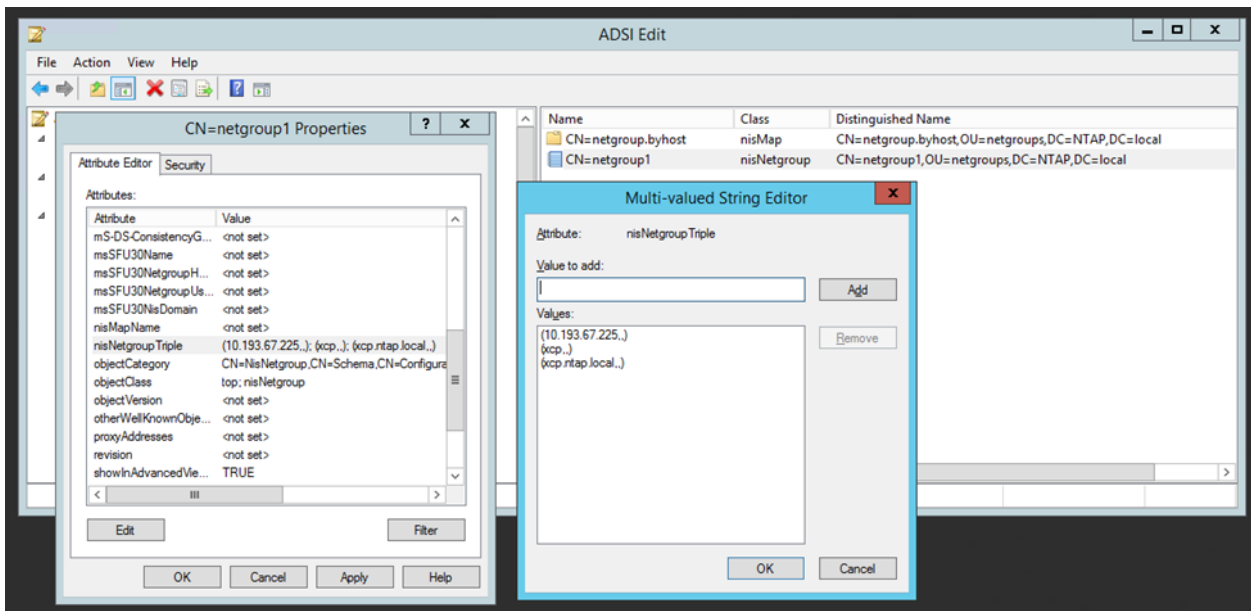 ADSI Edit
File Action View Help
Name Class Distinguished Name
CN=netgroup.byhost nisMap CN=netgroup.byhost,OU=netgroups,DC=NTAP,DC=local
CN=netgroup1 nisNetgroup CN=netgroup1,OU=netgroups,DC=NTAP,DC=local
CN=netgroup1 Properties ? x
Attribute Editor Security
Attributes:
Attribute Value
mS-DS-ConsistencyG... <not set>
msSFU30Name <not set>
msSFU30NetgroupH... <not set>
msSFU30NetgroupUs... <not set>
msSFU30NisDomain <not set>
nisMapName <not set>
nisNetgroupTriple (10.193.67.225,,); (xcp,,); (xcp.ntap.local,,)
objectCategory CN=NisNetgroup,CN=Schema,CN=Configura
objectClass top; nisNetgroup
objectVersion <not set>
otherWellKnownObje... <not set>
proxyAddresses <not set>
revision <not set>
showInAdvancedVie... TRUE
Edit Filter
OK Cancel Apply Help
Multi-valued String Editor x
Attribute: nisNetgroupTriple
Value to add:
Add
Values:
Remove
(10.193.67.225,,)
(xcp,,)
(xcp.ntap.local,,)
OK Cancel